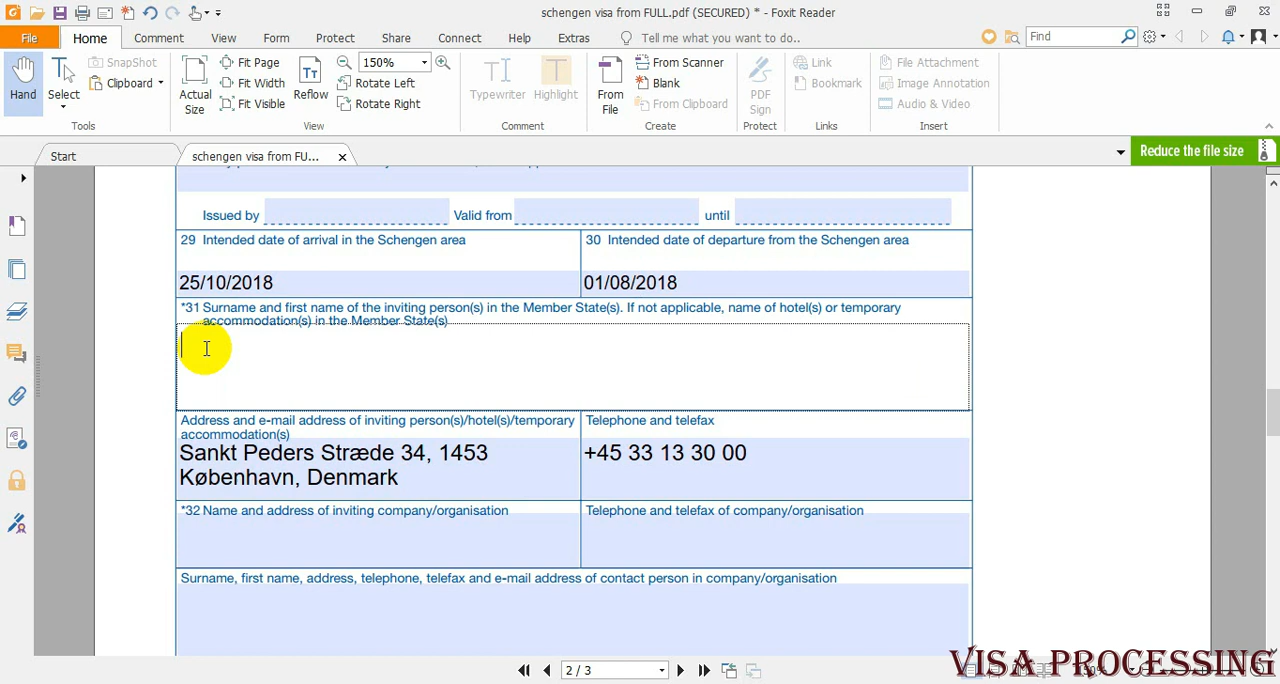 schengen visa from FULL.pdf (SECURED) * - Foxit Reader
File Home Comment View Form Protect Share Connect Help Extras Tell me what you want to do.. Find
Hand
Select
SnapShot
Clipboard
Tools
Actual Size
Fit Page
Fit Width
Fit Visible
Reflow
150%
Rotate Left
Rotate Right
View
Typewriter
Highlight
Comment
From File
From Scanner
Blank
From Clipboard
Create
PDF Sign
Protect
Link
Bookmark
Links
File Attachment
Image Annotation
Audio & Video
Insert
Start
schengen visa from FU...
Reduce the file size
Issued by Valid from until
29 Intended date of arrival in the Schengen area
25/10/2018
30 Intended date of departure from the Schengen area
01/08/2018
*31 Surname and first name of the inviting person(s) in the Member State(s). If not applicable, name of hotel(s) or temporary
accommodation(s) in the Member State(s)
Address and e-mail address of inviting person(s)/hotel(s)/temporary
accommodation(s)
Sankt Peders Stræde 34, 1453
København, Denmark
Telephone and telefax
+45 33 13 30 00
*32 Name and address of inviting company/organisation
Telephone and telefax of company/organisation
Surname, first name, address, telephone, telefax and e-mail address of contact person in company/organisation
2 / 3
VISA PROCESSING